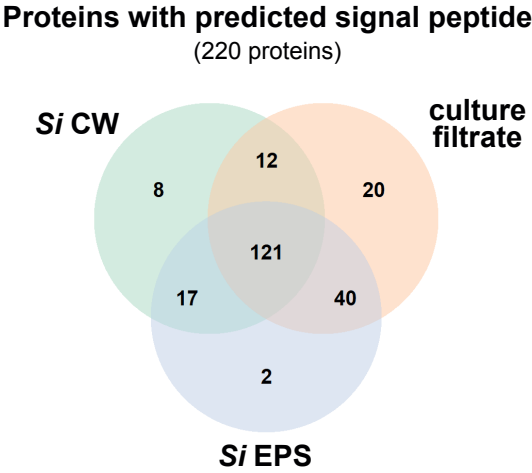 Proteins with predicted signal peptide
(220 proteins)
Si CW
culture
filtrate
12
8
20
121
17
40
2
Si EPS